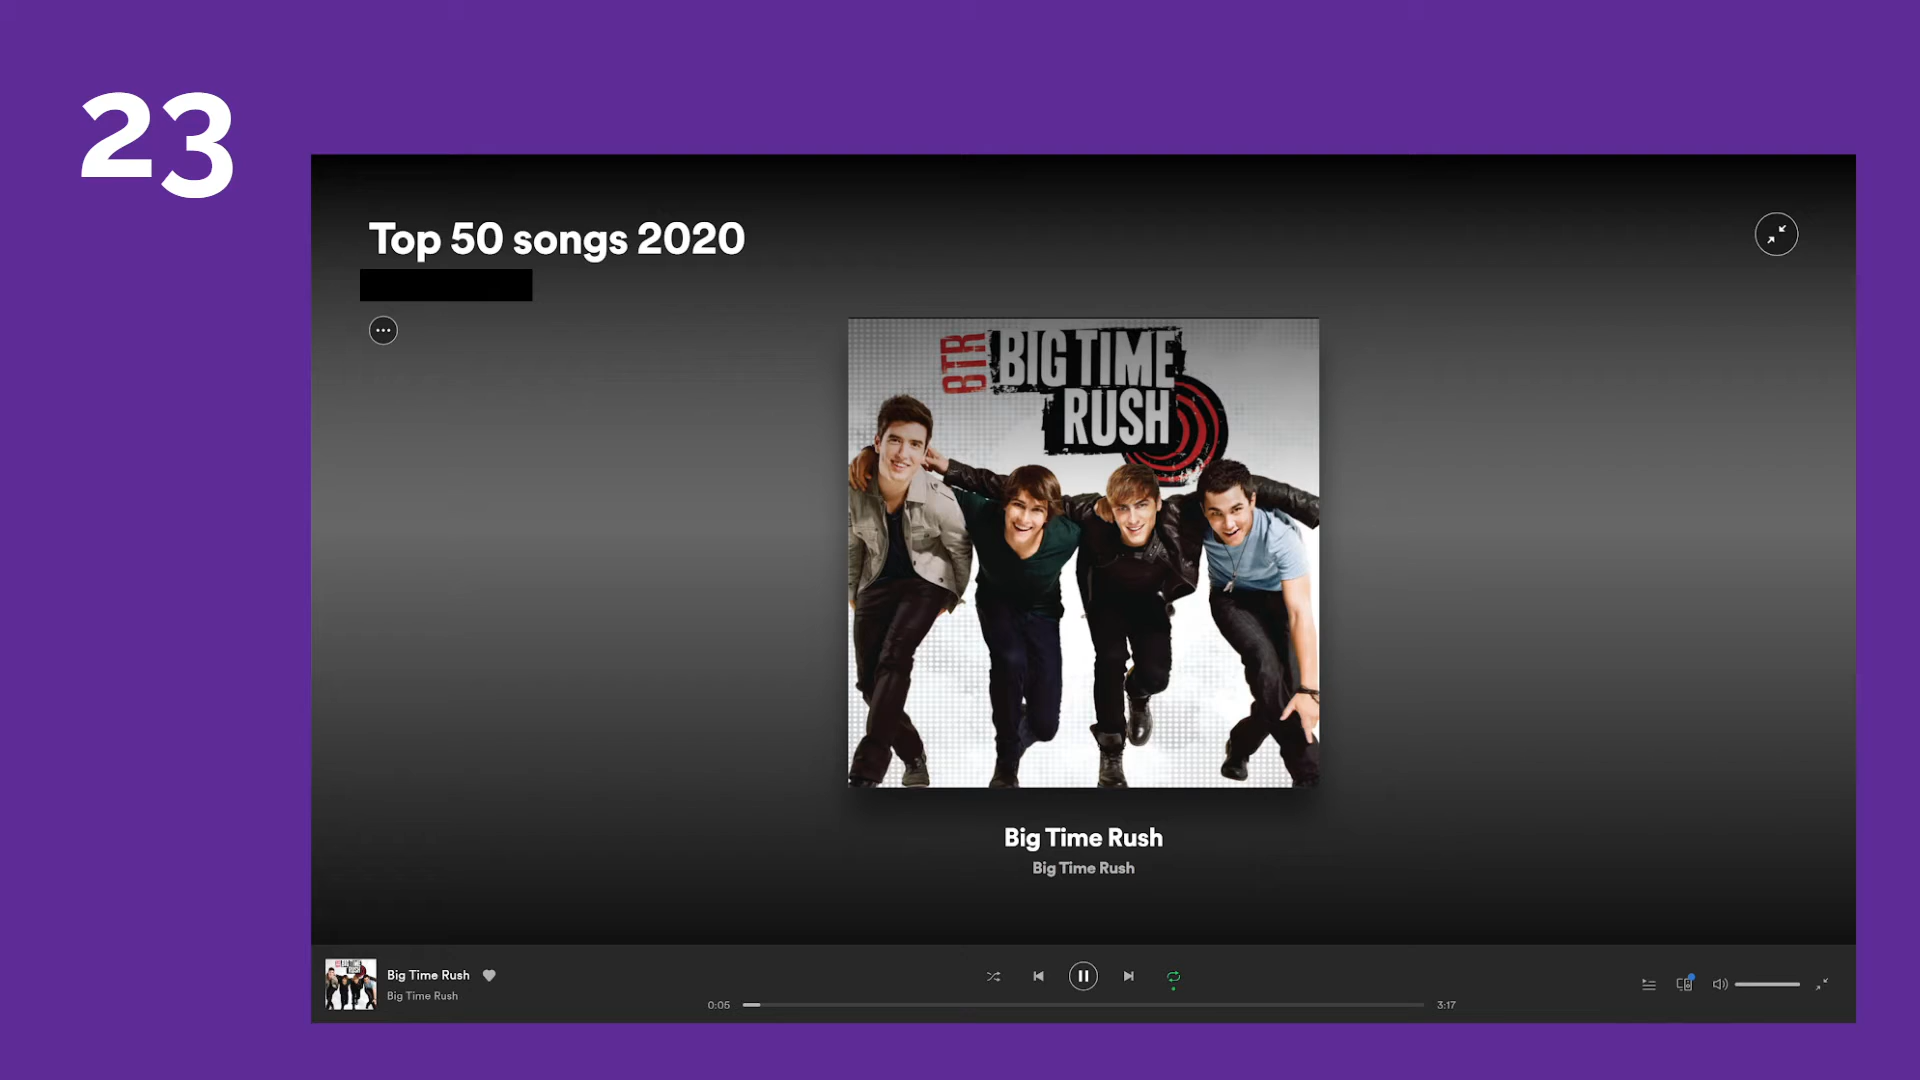 23
Top 50 songs 2020
BTR
BIG TIME
RUSH
Big Time Rush
Big Time Rush
Big Time Rush
Big Time Rush
0:05
3:17